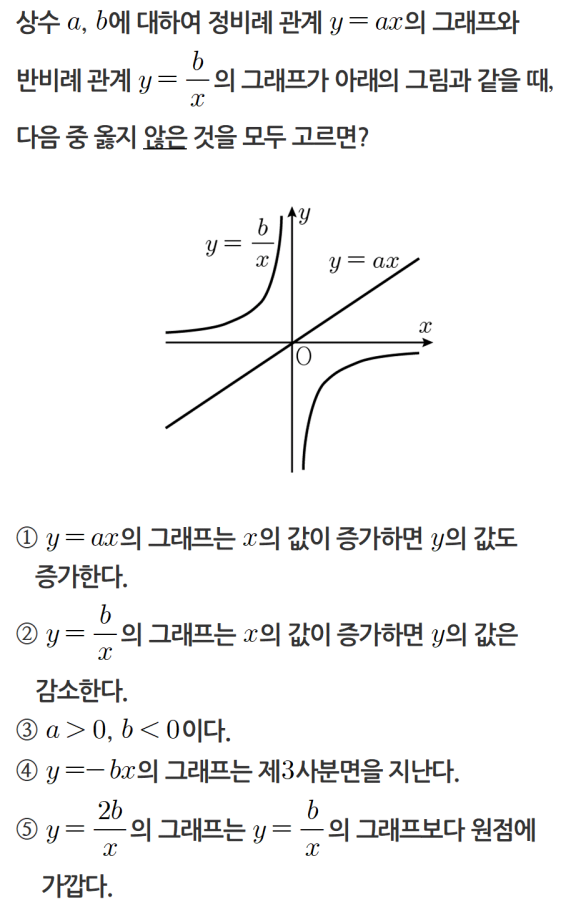 상수 a, b에 대하여 정비례 관계 y = ax의 그래프와
반비례 관계 y = b/x의 그래프가 아래의 그림과 같을 때,
다음 중 옳지 않은 것을 모두 고르면?
y
y = b/x
y = ax
x
O
① y = ax의 그래프는 x의 값이 증가하면 y의 값도
증가한다.
② y = b/x의 그래프는 x의 값이 증가하면 y의 값은
감소한다.
③ a > 0, b < 0이다.
④ y = -bx의 그래프는 제3사분면을 지난다.
⑤ y = 2b/x의 그래프는 y = b/x의 그래프보다 원점에
가깝다.